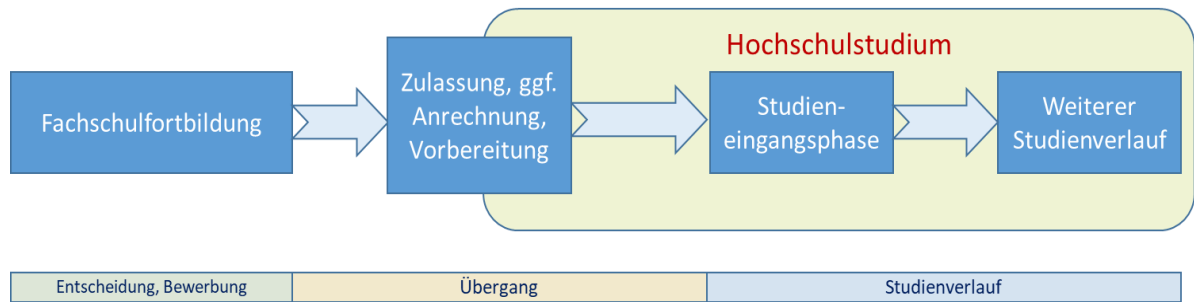 Hochschulstudium
Fachschulfortbildung
Zulassung, ggf.
Anrechnung,
Vorbereitung
Studien-
eingangsphase
Weiterer
Studienverlauf
Entscheidung, Bewerbung
Übergang
Studienverlauf